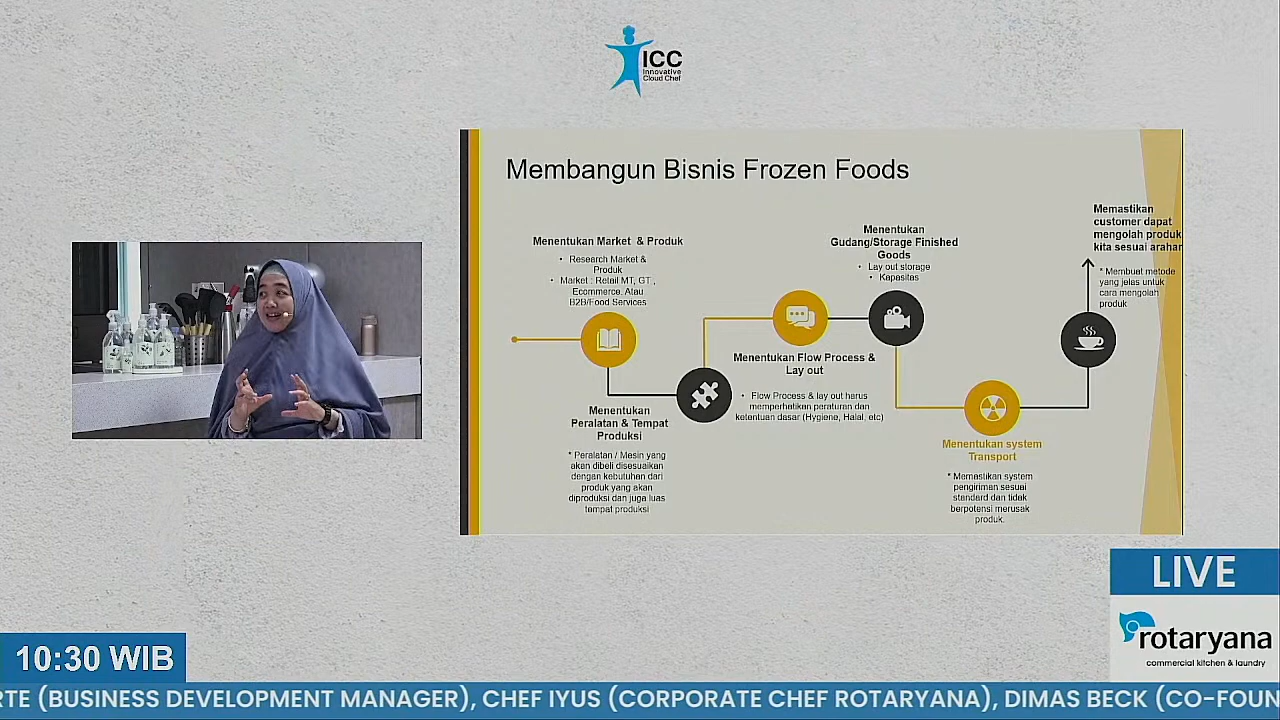 ICC
Innovative
Cloud Chef
Membangun Bisnis Frozen Foods
Menentukan Market & Produk
• Research Market &
Produk
• Market : Retail MT, GT ,
Ecommerce, Atau
B2B/Food Services
Menentukan
Peralatan & Tempat
Produksi
* Peralatan / Mesin yang
akan dibeli disesuaikan
dengan kebutuhan dari
produk yang akan
diproduksi dan juga luas
tempat produksi
Menentukan Flow Process &
Lay out
• Flow Process & lay out harus
memperhatikan peraturan dan
ketentuan dasar (Hygiene, Halal, etc)
Menentukan
Gudang/Storage Finished
Goods
• Lay out storage
• Kapasitas
Menentukan system
Transport
* Memastikan system
pengiriman sesuai
standard dan tidak
berpotensi merusak
produk.
Memastikan
customer dapat
mengolah produk
kita sesuai arahan
* Membuat metode
yang jelas untuk
cara mengolah
produk
LIVE
rotaryana
commercial kitchen & laundry
10:30 WIB
RTE (BUSINESS DEVELOPMENT MANAGER), CHEF IYUS (CORPORATE CHEF ROTARYANA), DIMAS BECK (CO-FOUN